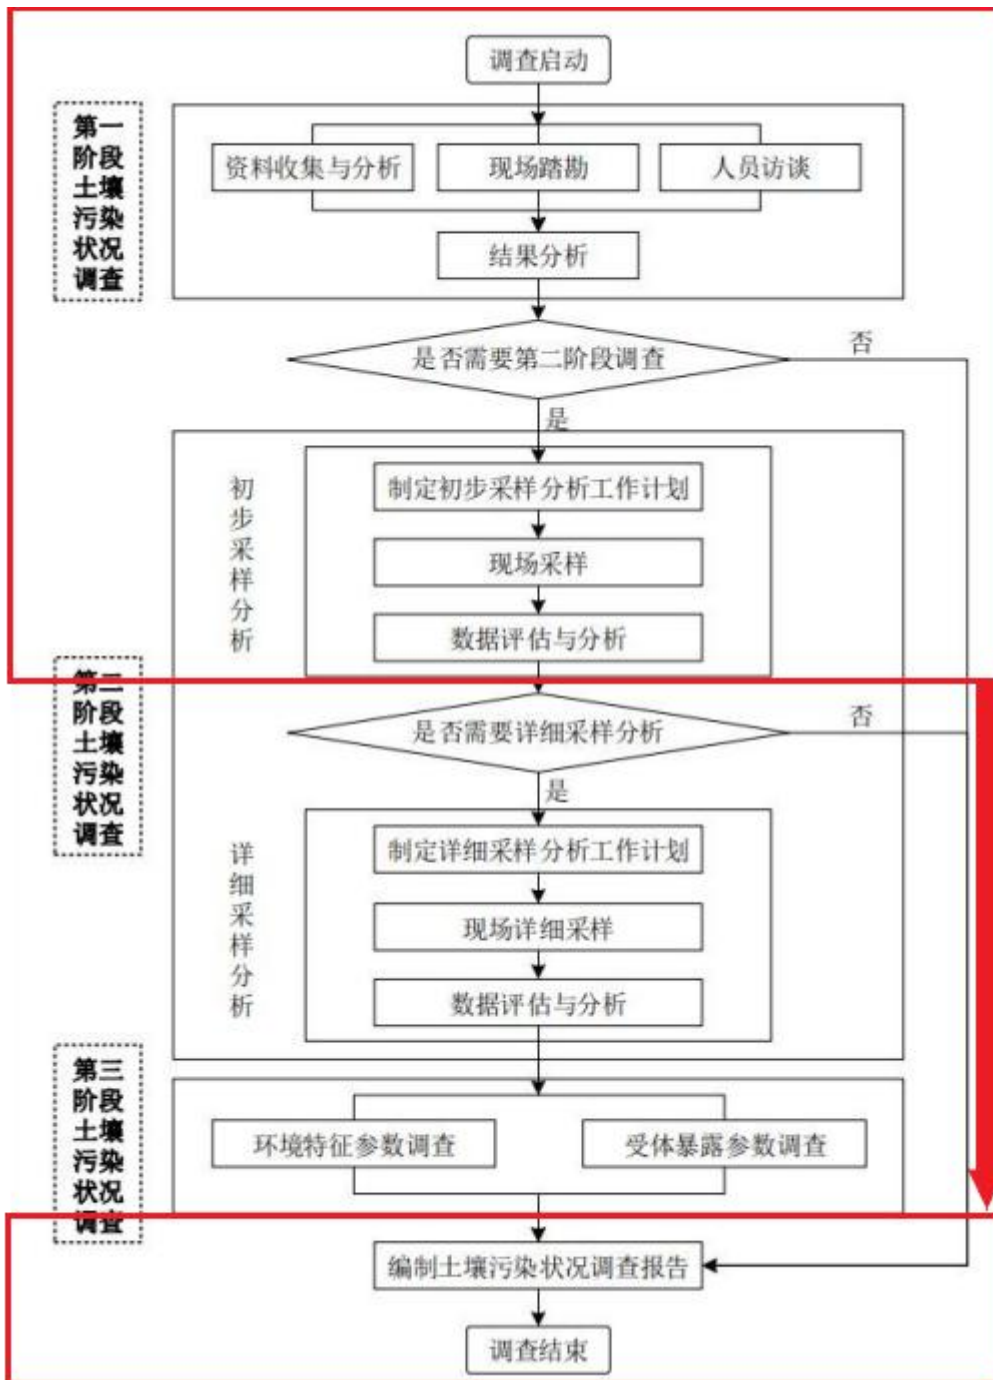 调查启动
第一
阶段
土壤
污染
状况
调查
资料收集与分析
现场踏勘
人员访谈
结果分析
是否需要第二阶段调查
否
是
初步采样分析
制定初步采样分析工作计划
现场采样
数据评估与分析
第二
阶段
土壤
污染
状况
调查
是否需要详细采样分析
否
是
详细采样分析
制定详细采样分析工作计划
现场详细采样
数据评估与分析
第三
阶段
土壤
污染
状况
调查
环境特征参数调查
受体暴露参数调查
编制土壤污染状况调查报告
调查结束